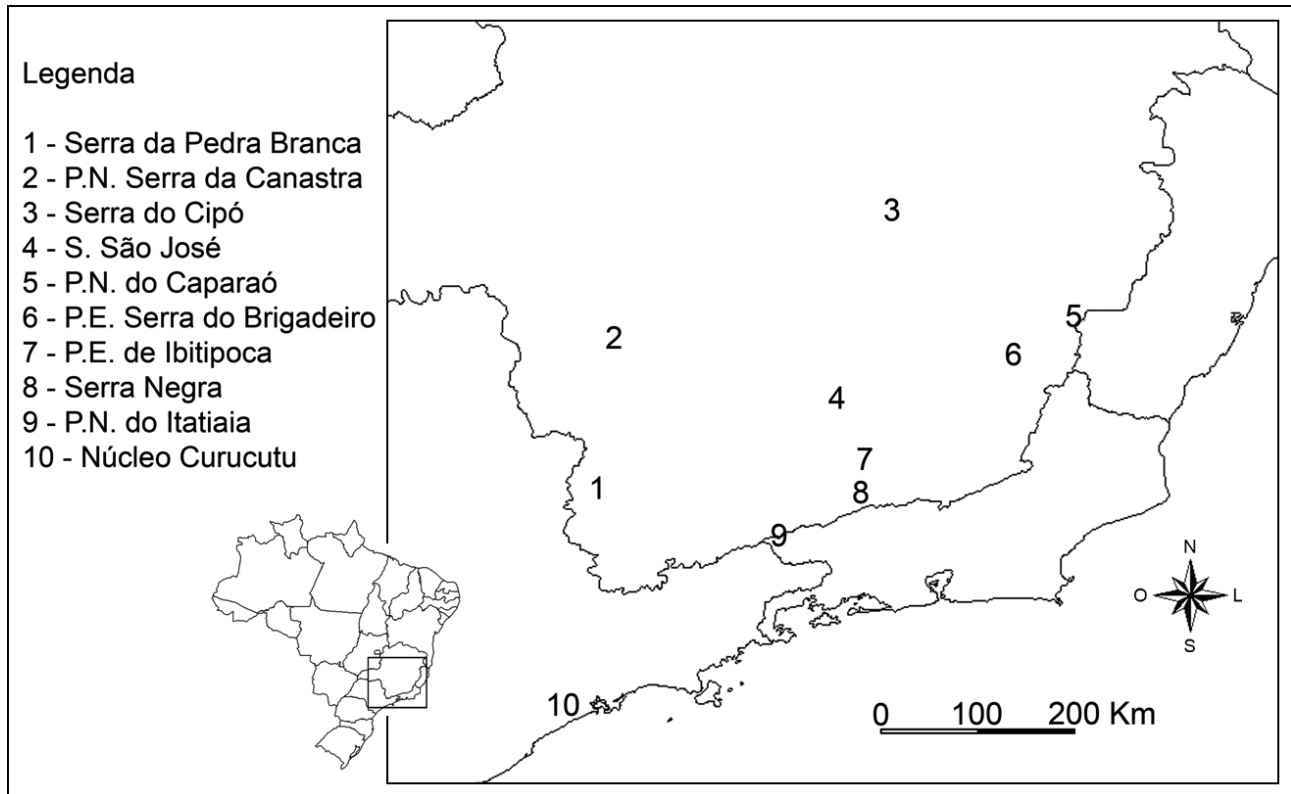 Legenda
1 - Serra da Pedra Branca
2 - P.N. Serra da Canastra
3 - Serra do Cipó
4 - S. São José
5 - P.N. do Caparaó
6 - P.E. Serra do Brigadeiro
7 - P.E. de Ibitipoca
8 - Serra Negra
9 - P.N. do Itatiaia
10 - Núcleo Curucutu
3
5
2
6
4
7
1
8
9
10
N
O
L
S
0 100 200 Km